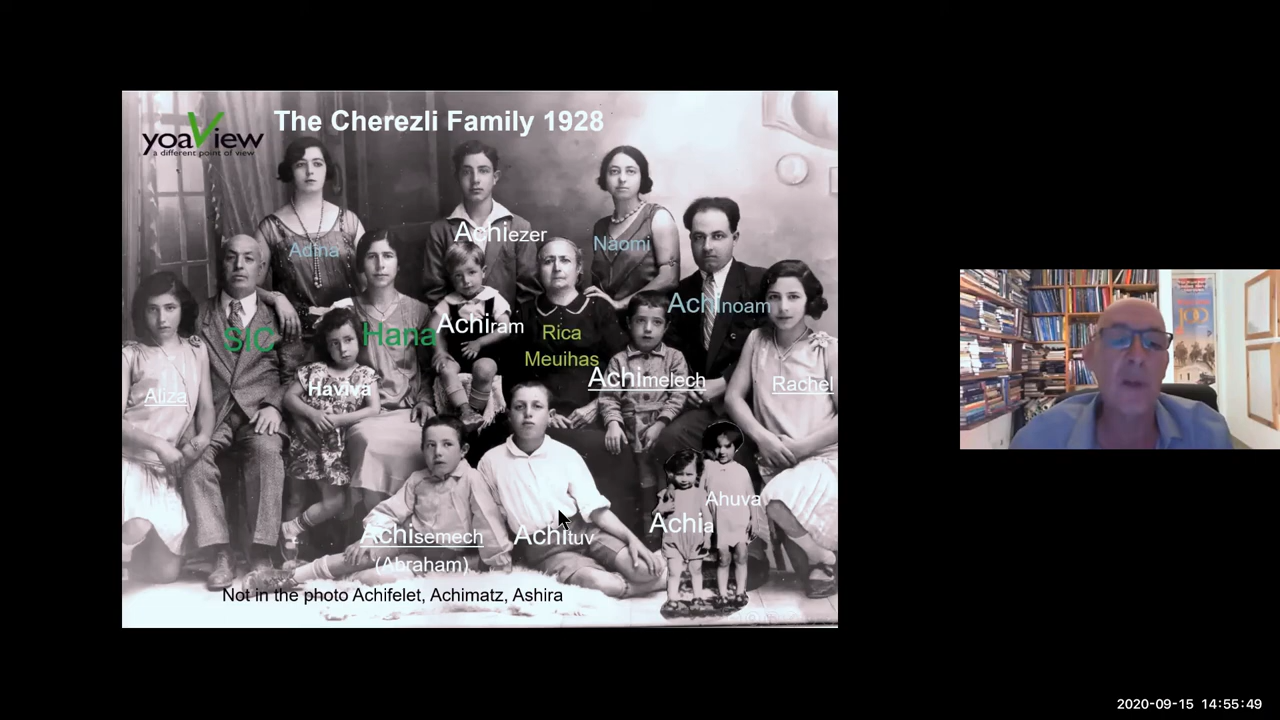 The Cherezli Family 1928
yoaView
a different point of view
Adina
Achiezer
Naomi
Achinoam
SIC
Hana
Achiram
Rica
Meuihas
Aliza
Haviva
Achimelech
Rachel
Ahuva
Achia
Achisemech
(Abraham)
Achituv
Not in the photo Achifelet, Achimatz, Ashira
2020-09-15 14:55:49